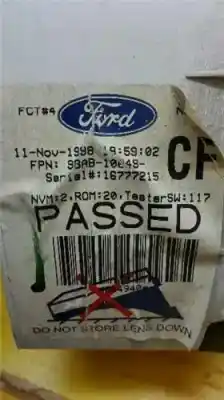 FCT#4
Ford
N
11-Nov-1998 19:59:02
FPN: 98AB-10849-
CF
Serial#:16777215
NVM:2,ROM:20,TesterSW:117
PASSED
DO NOT STORE LENS DOWN